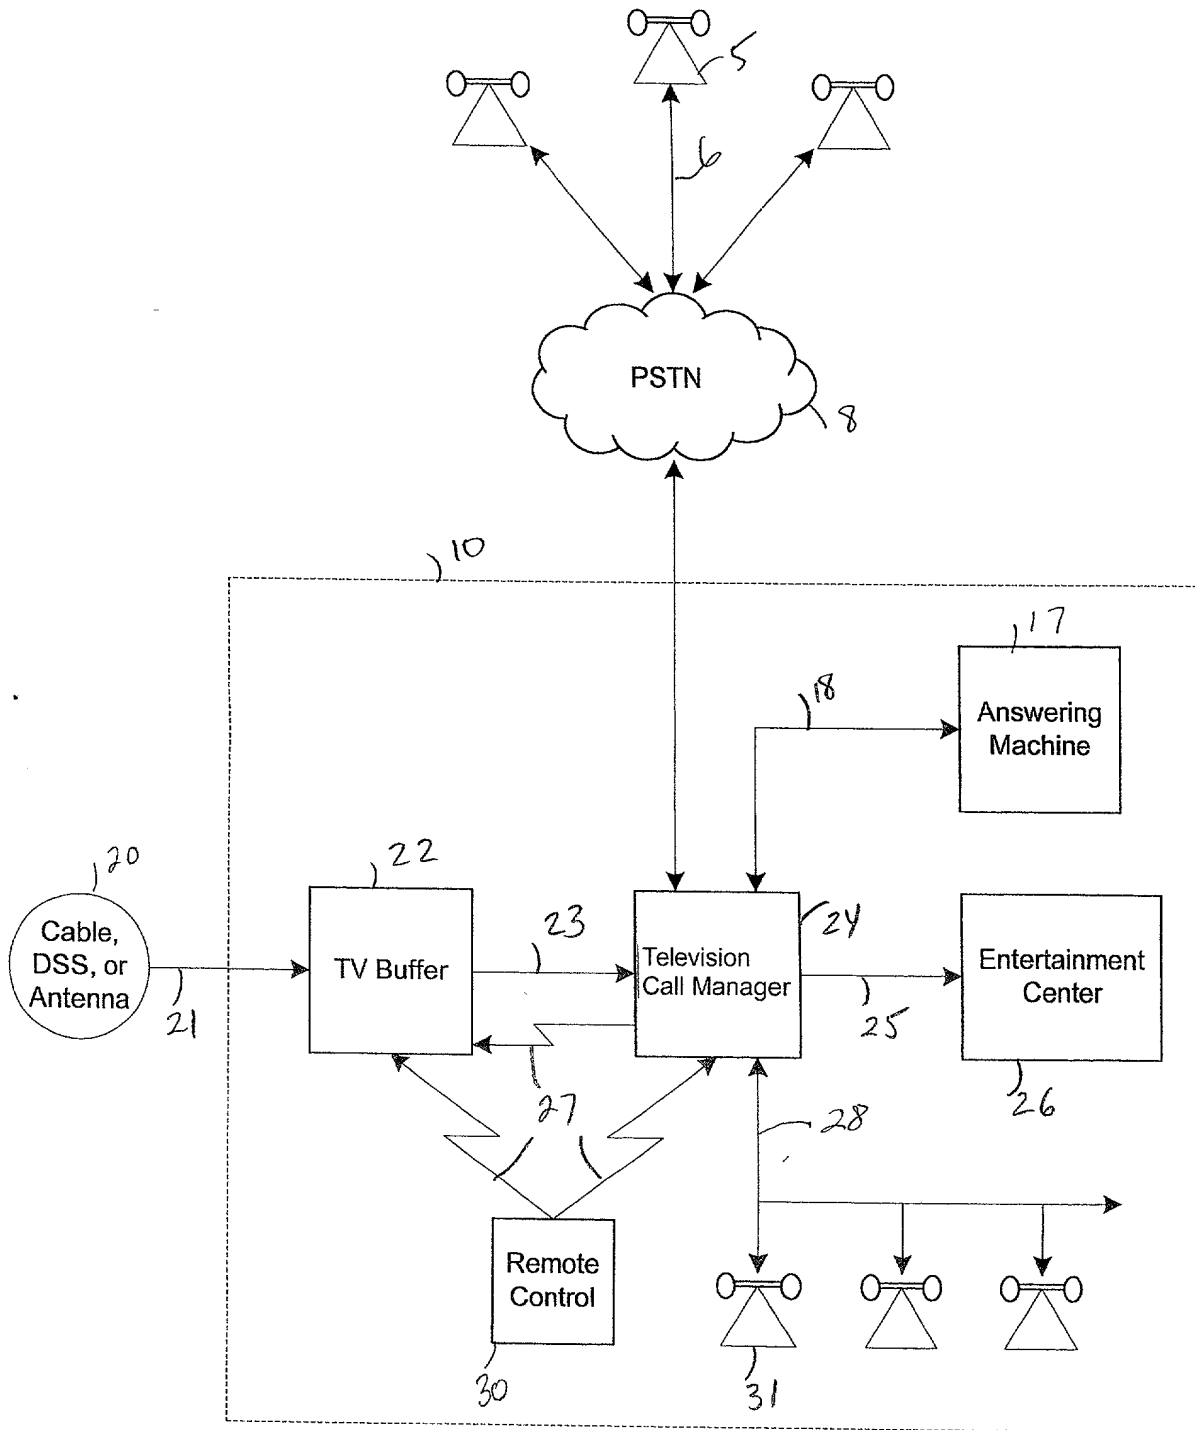 5
6
PSTN
8
10
17
18
Answering
Machine
20
22
23
24
Cable,
DSS, or
Antenna
TV Buffer
Television
Call Manager
Entertainment
Center
21
25
27
26
28
Remote
Control
30
31